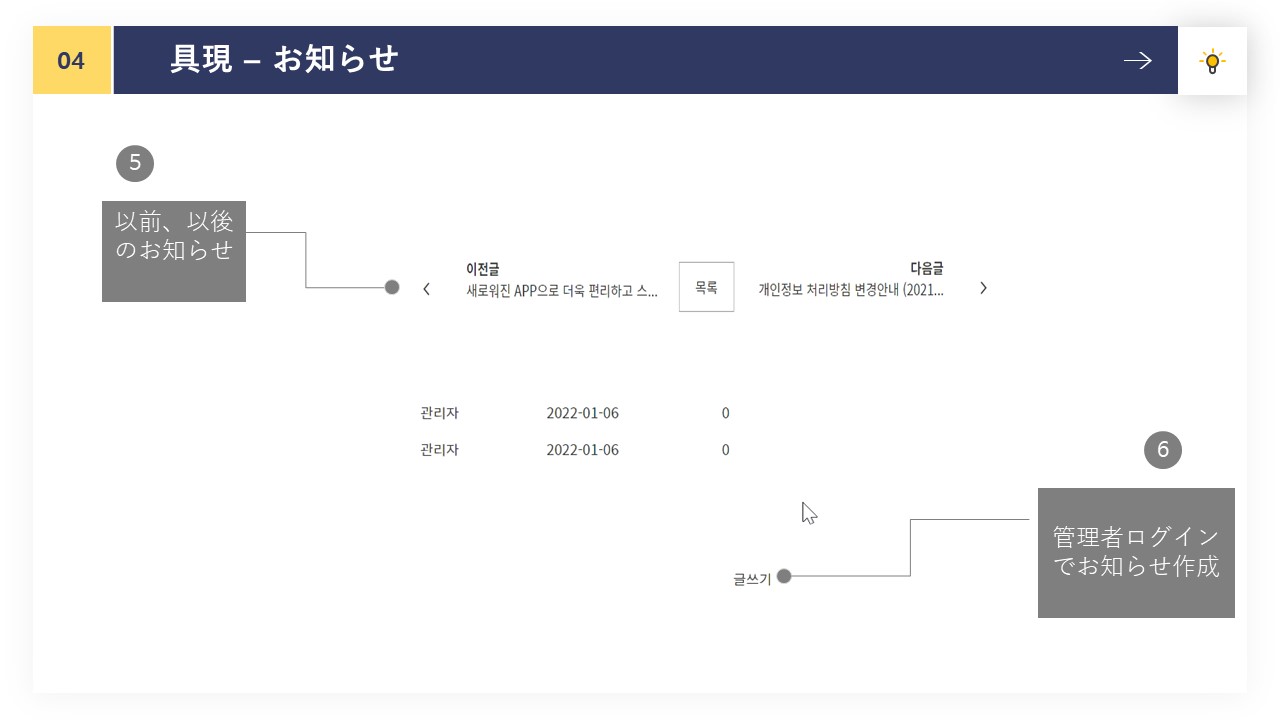 04
具現 – お知らせ
5
以前、以後
のお知らせ
이전글
새로워진 APP으로 더욱 편리하고 스...
목록
다음글
개인정보 처리방침 변경안내 (2021...
관리자 2022-01-06 0
관리자 2022-01-06 0
6
管理者ログイン
でお知らせ作成
글쓰기